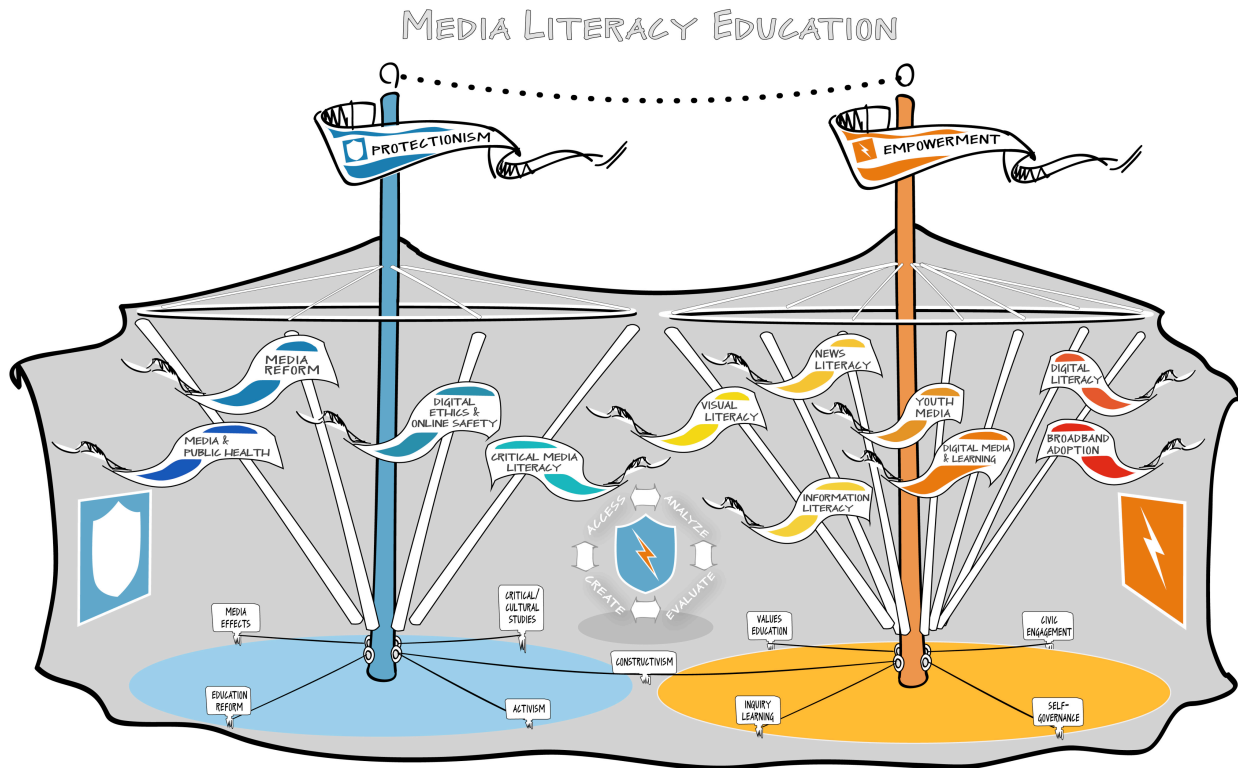 MEDIA LITERACY EDUCATION
PROTECTIONISM
EMPOWERMENT
MEDIA
REFORM
DIGITAL
ETHICS &
ONLINE SAFETY
MEDIA &
PUBLIC HEALTH
CRITICAL MEDIA
LITERACY
NEWS
LITERACY
VISUAL
LITERACY
YOUTH
MEDIA
DIGITAL MEDIA
& LEARNING
INFORMATION
LITERACY
DIGITAL
LITERACY
BROADBAND
ADOPTION
ACCESS
ANALYZE
CREATE
EVALUATE
MEDIA
EFFECTS
CRITICAL/
CULTURAL
STUDIES
EDUCATION
REFORM
ACTIVISM
CONSTRUCTIVISM
VALUES
EDUCATION
CIVIC
ENGAGEMENT
INQUIRY
LEARNING
SELF-
GOVERNANCE